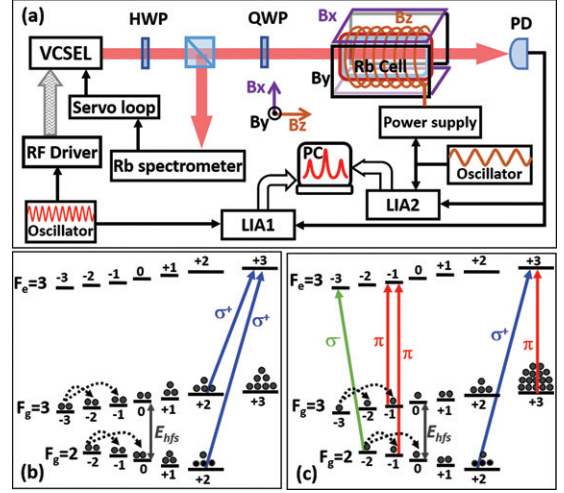 (a)
HWP
QWP
Bx
Bz
PD
VCSEL
Rb Cell
By
Servo loop
Bx
By
Bz
Power supply
RF Driver
Rb spectrometer
PC
Oscillator
Oscillator
LIA1
LIA2
Fe=3
-3
-2
-1
0
+1
+2
+3
σ+
σ+
Fg=3
-3
-2
-1
0
+1
+2
+3
Ehfs
Fg=2
-2
-1
0
+1
+2
(b)
Fe=3
-3
-2
-1
0
+1
+2
+3
σ-
π
π
σ+
π
Fg=3
-3
-2
-1
0
+1
+2
+3
Ehfs
Fg=2
-2
-1
0
+1
+2
(c)